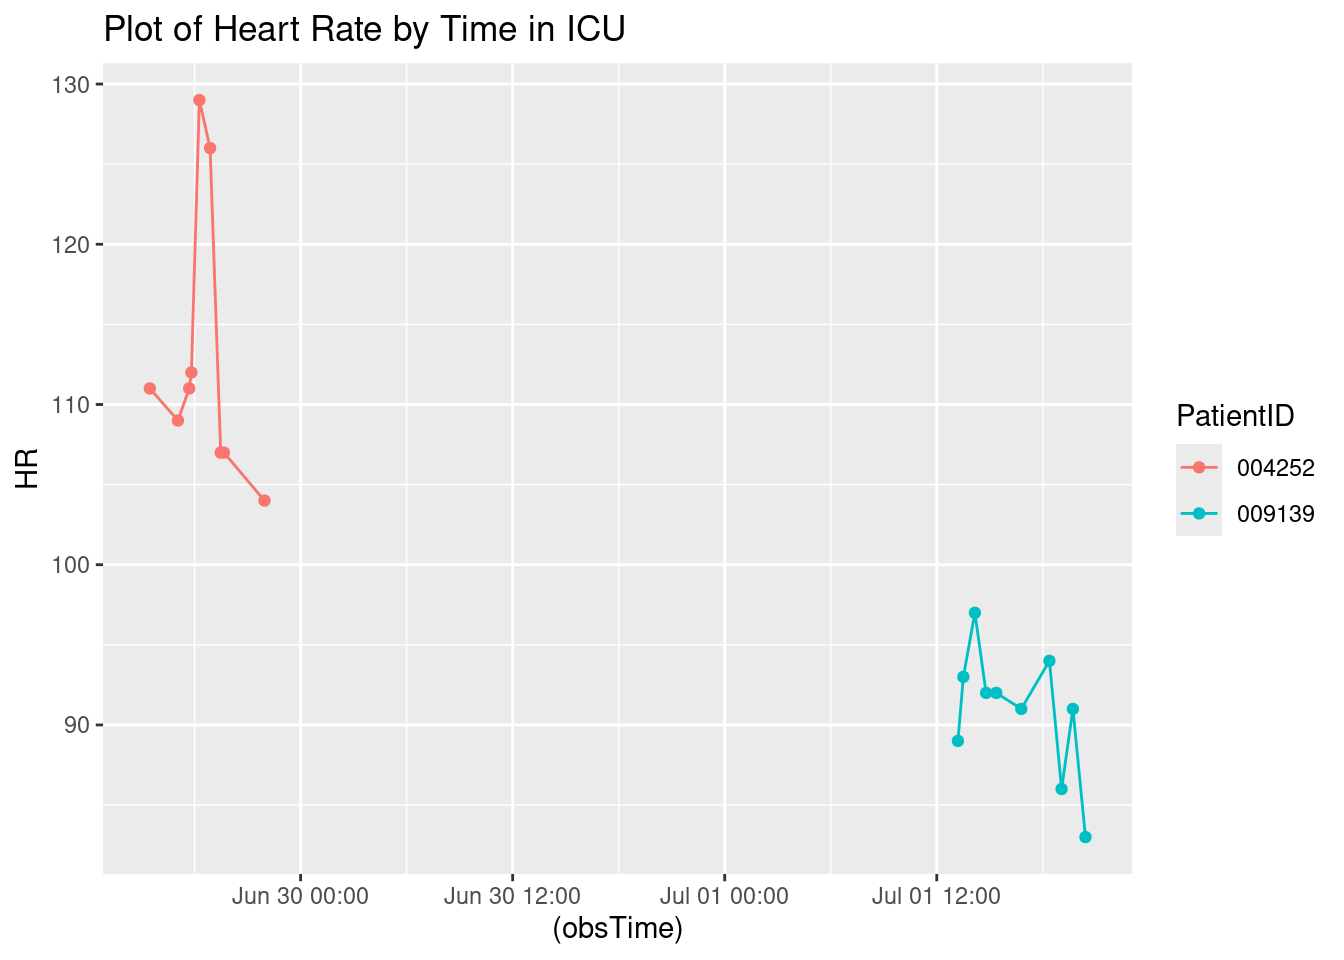 Plot of Heart Rate by Time in ICU
130
120
110
100
90
HR
Jun 30 00:00
Jun 30 12:00
Jul 01 00:00
Jul 01 12:00
(obsTime)
PatientID
004252
009139